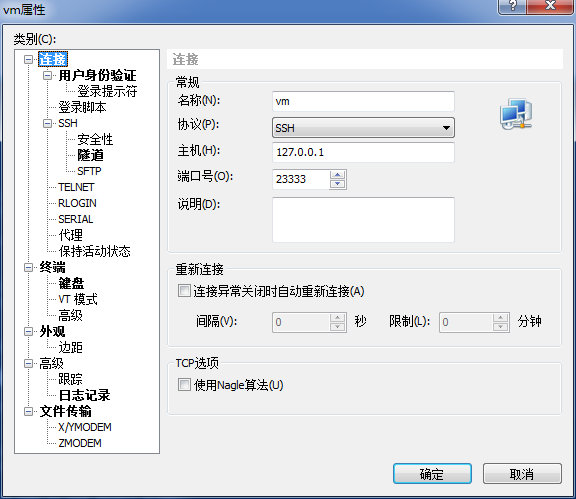 vm属性
类别(C):
连接
用户身份验证
登录提示符
登录脚本
SSH
安全性
隧道
SFTP
TELNET
RLOGIN
SERIAL
代理
保持活动状态
终端
键盘
VT 模式
高级
外观
边距
高级
跟踪
日志记录
文件传输
X/YMODEM
ZMODEM
连接
常规
名称(N): vm
协议(P): SSH
主机(H): 127.0.0.1
端口号(O): 23333
说明(D):
重新连接
连接异常关闭时自动重新连接(A)
间隔(V): 0 秒 限制(L): 0 分钟
TCP选项
使用Nagle算法(U)
确定 取消